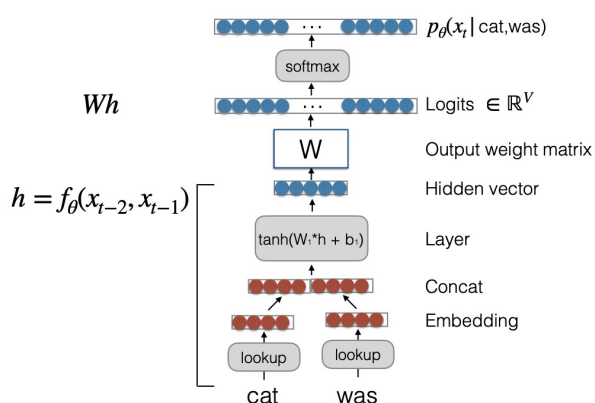 p_θ(x_t | cat,was)
softmax
Wh
Logits ∈ ℝ^V
W
Output weight matrix
Hidden vector
h = f_θ(x_{t−2}, x_{t−1})
tanh(W₁*h + b₁)
Layer
Concat
Embedding
lookup
lookup
cat
was